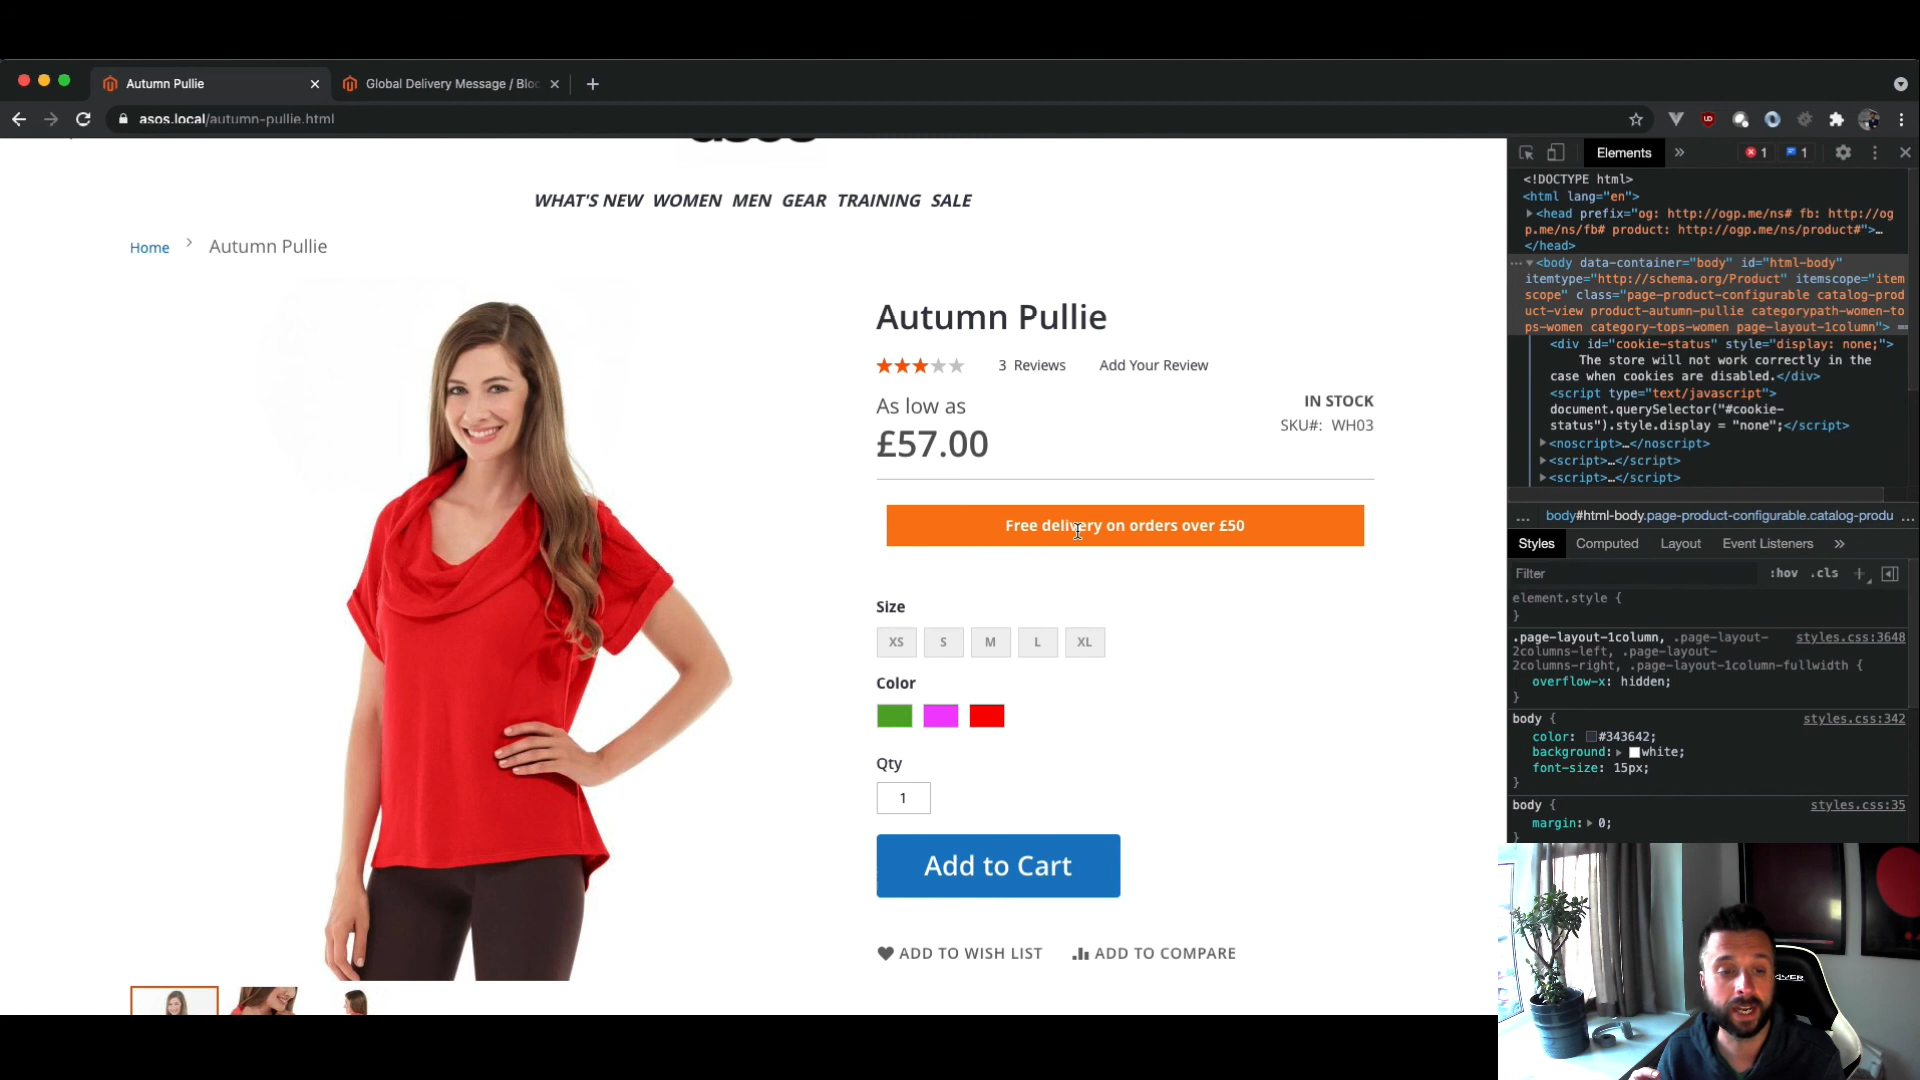 Autumn Pullie
Global Delivery Message / Bloc
asos.local/autumn-pullie.html
asos
WHAT'S NEW WOMEN MEN GEAR TRAINING SALE
Home > Autumn Pullie
Autumn Pullie
3 Reviews Add Your Review
As low as
£57.00
IN STOCK
SKU#: WH03
Free delivery on orders over £50
Size
XS S M L XL
Color
Qty
1
Add to Cart
ADD TO WISH LIST ADD TO COMPARE
Elements » 1 1
<!DOCTYPE html>
<html lang="en">
<head prefix="og: http://ogp.me/ns# fb: http://og
p.me/ns/fb# product: http://ogp.me/ns/product#">…
</head>
<body data-container="body" id="html-body"
itemtype="http://schema.org/Product" itemscope="item
scope" class="page-product-configurable catalog-prod
uct-view product-autumn-pullie categorypath-women-to
ps-women category-tops-women page-layout-1column"> ==
<div id="cookie-status" style="display: none;">
The store will not work correctly in the
case when cookies are disabled.</div>
<script type="text/javascript">
document.querySelector("#cookie-
status").style.display = "none";</script>
<noscript>…</noscript>
<script>…</script>
<script>…</script>
… body#html-body.page-product-configurable.catalog-produ …
Styles Computed Layout Event Listeners »
Filter :hov .cls +
element.style {
}
.page-layout-1column, .page-layout- styles.css:3648
2columns-left, .page-layout-
2columns-right, .page-layout-1column-fullwidth {
overflow-x: hidden;
}
body { styles.css:342
color: #343642;
background: white;
font-size: 15px;
}
body { styles.css:35
margin: 0;
}